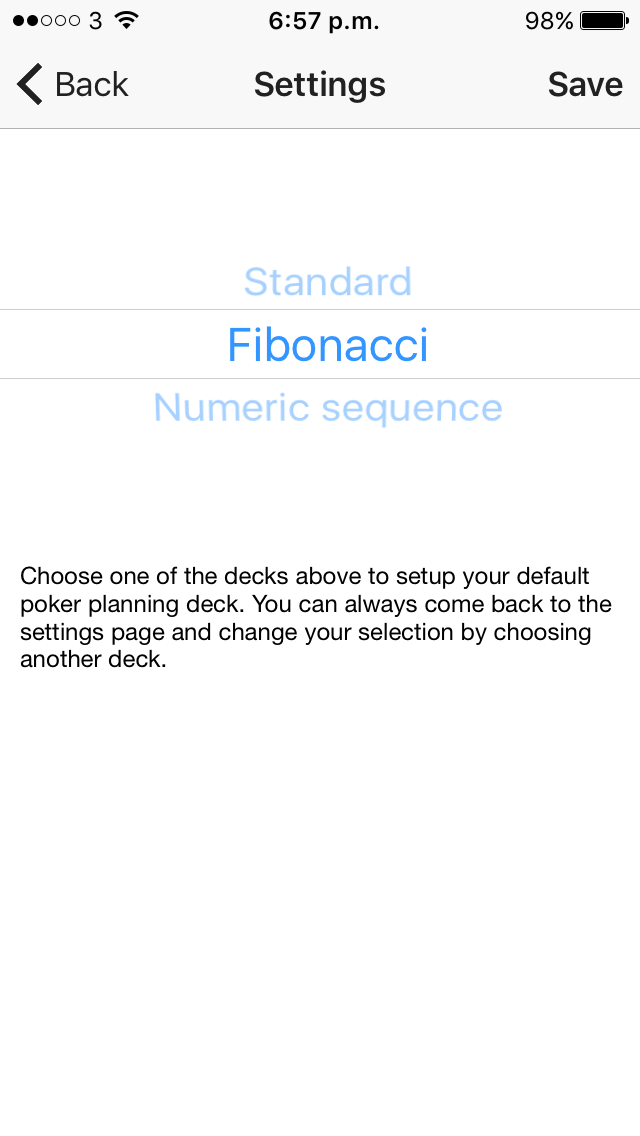 3 6:57 p.m. 98%
Back Settings Save
Standard
Fibonacci
Numeric sequence
Choose one of the decks above to setup your default
poker planning deck. You can always come back to the
settings page and change your selection by choosing
another deck.